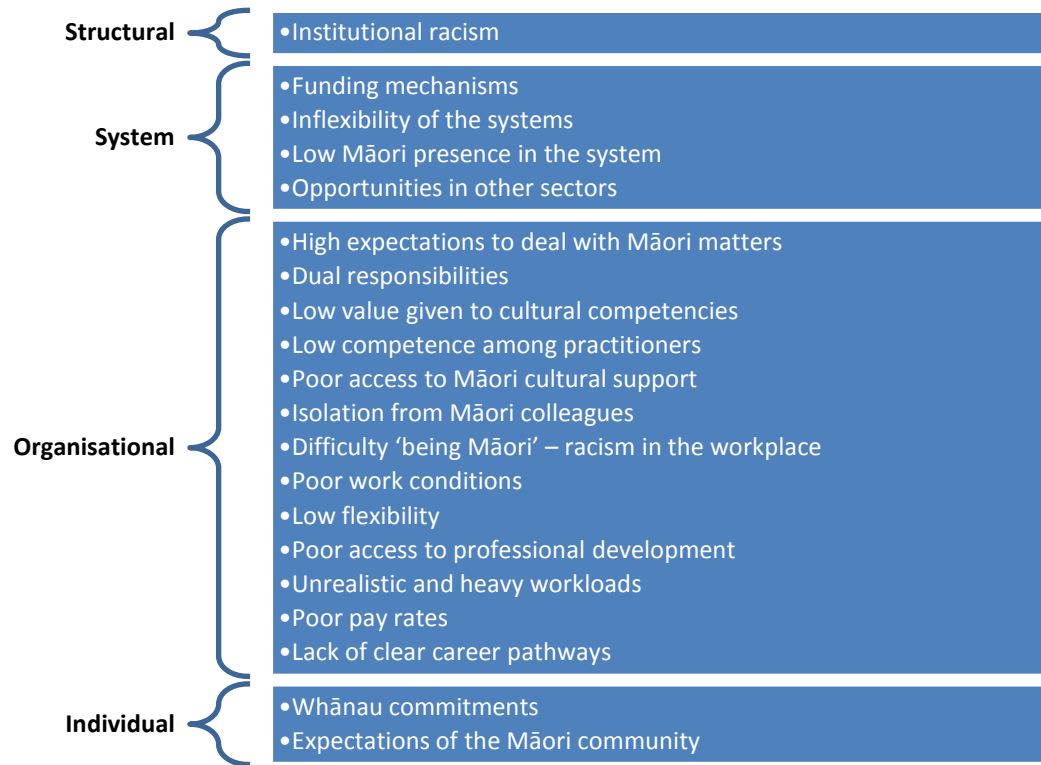 Structural
•Institutional racism
System
•Funding mechanisms
•Inflexibility of the systems
•Low Māori presence in the system
•Opportunities in other sectors
Organisational
•High expectations to deal with Māori matters
•Dual responsibilities
•Low value given to cultural competencies
•Low competence among practitioners
•Poor access to Māori cultural support
•Isolation from Māori colleagues
•Difficulty ‘being Māori’ – racism in the workplace
•Poor work conditions
•Low flexibility
•Poor access to professional development
•Unrealistic and heavy workloads
•Poor pay rates
•Lack of clear career pathways
Individual
•Whānau commitments
•Expectations of the Māori community